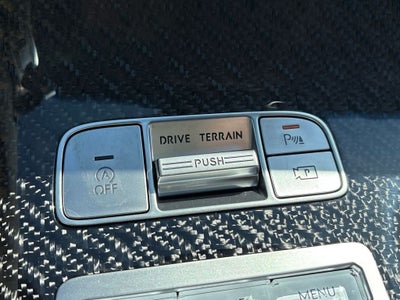 DRIVE TERRAIN
PUSH
A
OFF
P
P
MENU